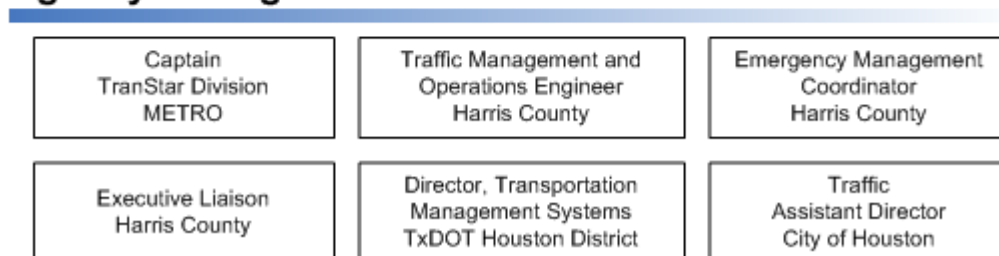 Captain
TranStar Division
METRO
Traffic Management and
Operations Engineer
Harris County
Emergency Management
Coordinator
Harris County
Executive Liaison
Harris County
Director, Transportation
Management Systems
TxDOT Houston District
Traffic
Assistant Director
City of Houston